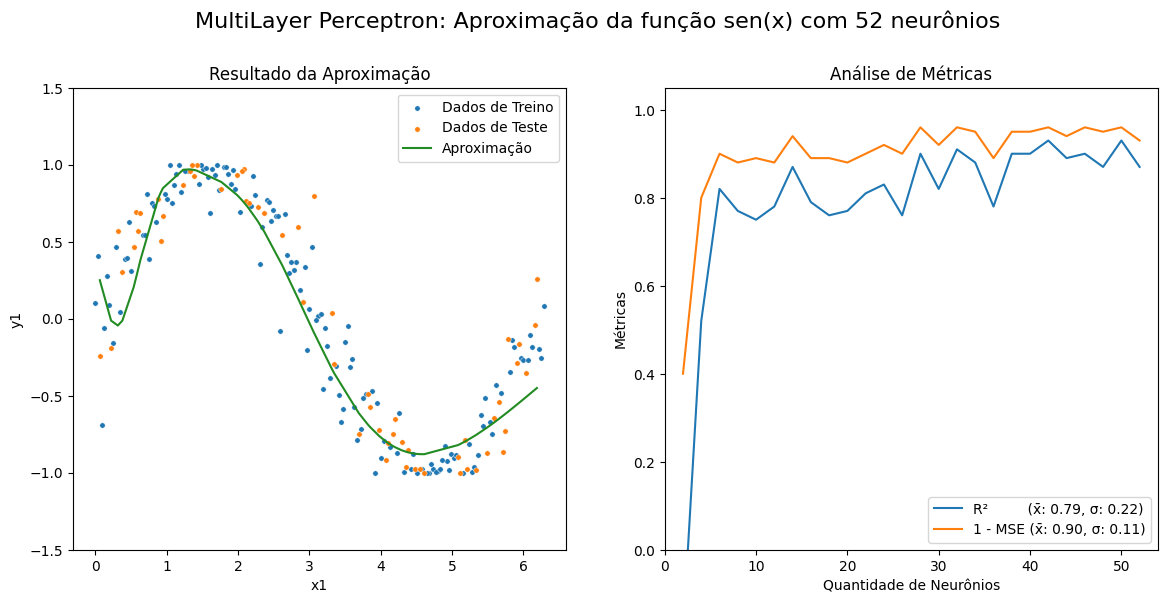 MultiLayer Perceptron: Aproximação da função sen(x) com 52 neurônios
Resultado da Aproximação
1.5
1.0
0.5
0.0
−0.5
−1.0
−1.5
y1
0 1 2 3 4 5 6
x1
Dados de Treino
Dados de Teste
Aproximação
Análise de Métricas
1.0
0.8
0.6
0.4
0.2
0.0
Métricas
0 10 20 30 40 50
Quantidade de Neurônios
R² (x̄: 0.79, σ: 0.22)
1 - MSE (x̄: 0.90, σ: 0.11)